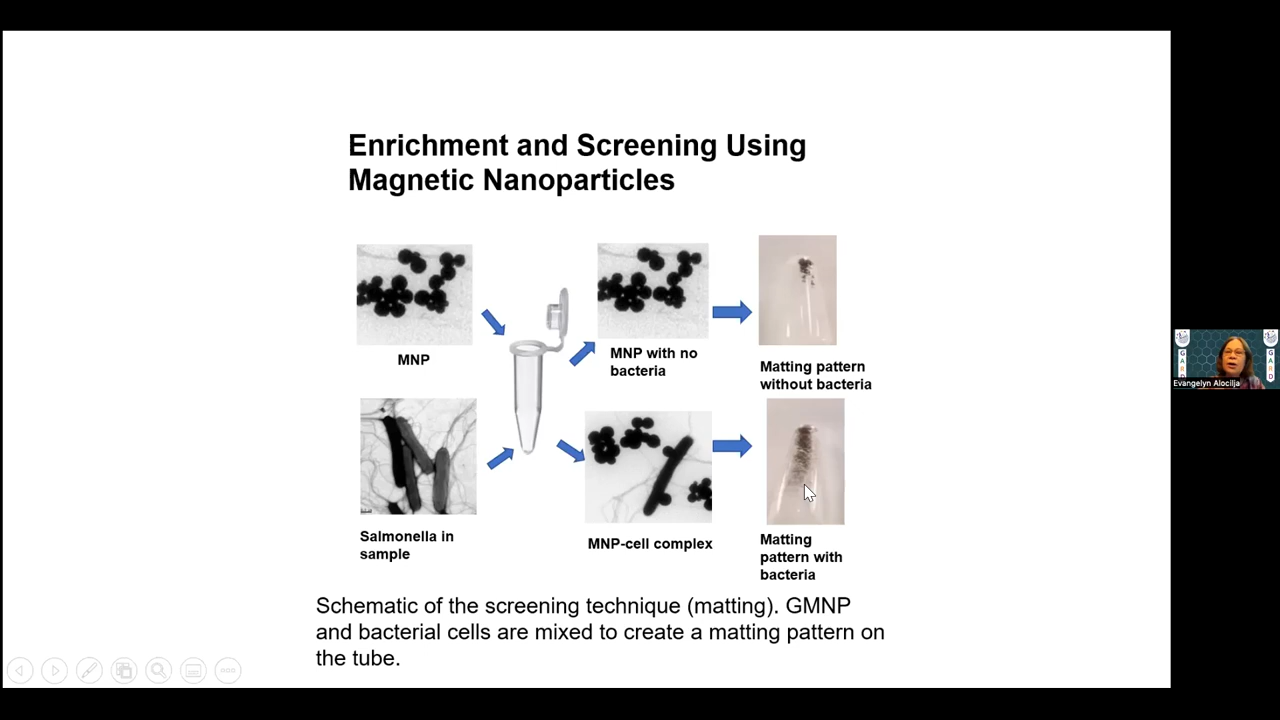 Enrichment and Screening Using
Magnetic Nanoparticles
MNP
MNP with no
bacteria
Matting pattern
without bacteria
Salmonella in
sample
MNP-cell complex
Matting
pattern with
bacteria
Schematic of the screening technique (matting). GMNP
and bacterial cells are mixed to create a matting pattern on
the tube.
GARD
GARD
Evangelyn Alocilja